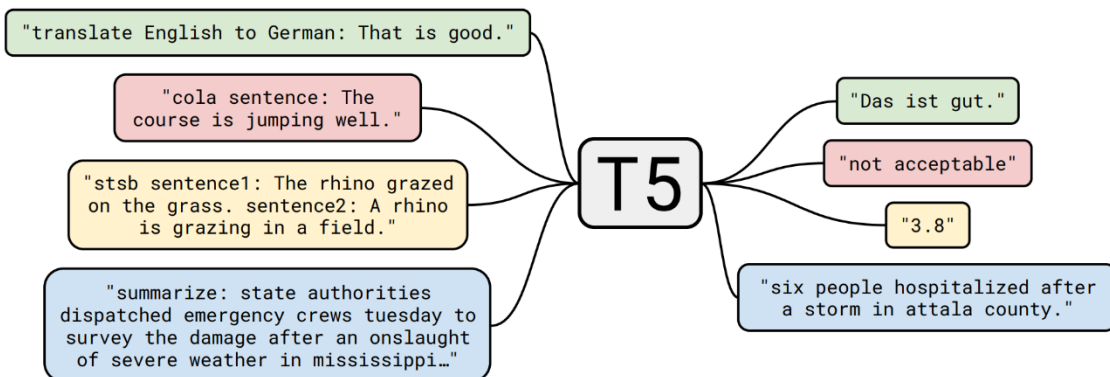 "translate English to German: That is good."
"cola sentence: The
course is jumping well."
"stsb sentence1: The rhino grazed
on the grass. sentence2: A rhino
is grazing in a field."
"summarize: state authorities
dispatched emergency crews tuesday to
survey the damage after an onslaught
of severe weather in mississippi…"
T5
"Das ist gut."
"not acceptable"
"3.8"
"six people hospitalized after
a storm in attala county."